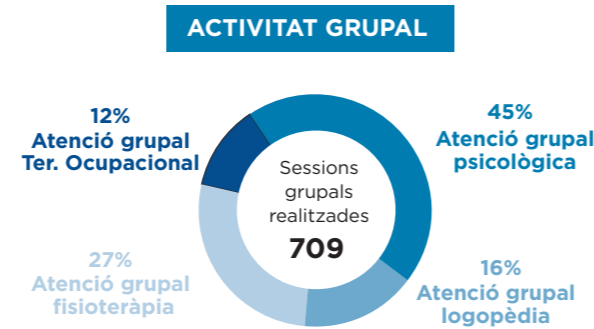 ACTIVITAT GRUPAL
12%
Atenció grupal
Ter. Ocupacional
45%
Atenció grupal
psicològica
Sessions
grupals
realitzades
709
27%
Atenció grupal
fisioteràpia
16%
Atenció grupal
logopèdia